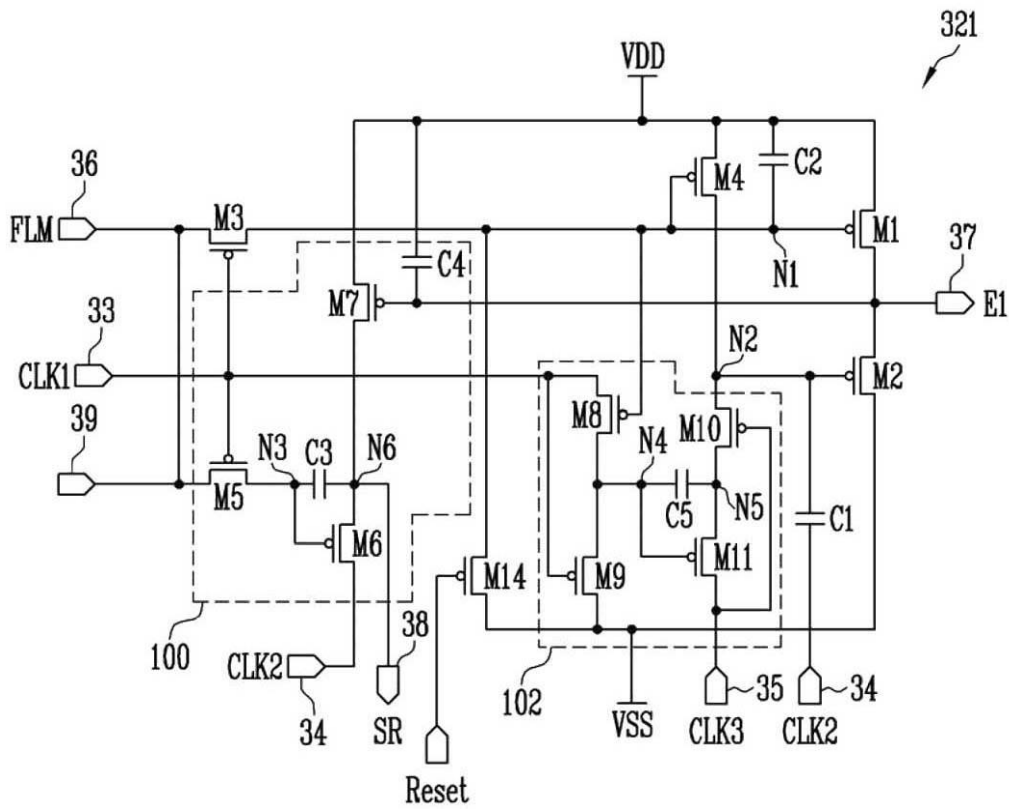 321
VDD
36
FLM
M3
M4
C2
M1
N1
37
E1
C4
M7
33
CLK1
N2
M2
M8
M10
39
N3
C3
N6
N4
M5
C5
N5
C1
M6
M14
M9
M11
100
38
CLK2
34
SR
102
VSS
35
CLK3
34
CLK2
Reset